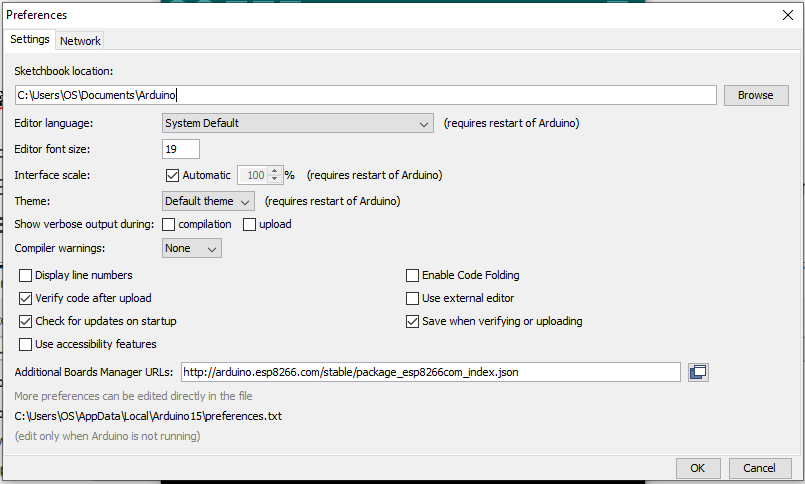 Preferences
Settings Network
Sketchbook location:
C:\Users\OS\Documents\Arduino Browse
Editor language: System Default (requires restart of Arduino)
Editor font size: 19
Interface scale: Automatic 100 % (requires restart of Arduino)
Theme: Default theme (requires restart of Arduino)
Show verbose output during: compilation upload
Compiler warnings: None
Display line numbers Enable Code Folding
Verify code after upload Use external editor
Check for updates on startup Save when verifying or uploading
Use accessibility features
Additional Boards Manager URLs: http://arduino.esp8266.com/stable/package_esp8266com_index.json
More preferences can be edited directly in the file
C:\Users\OS\AppData\Local\Arduino15\preferences.txt
(edit only when Arduino is not running)
OK Cancel